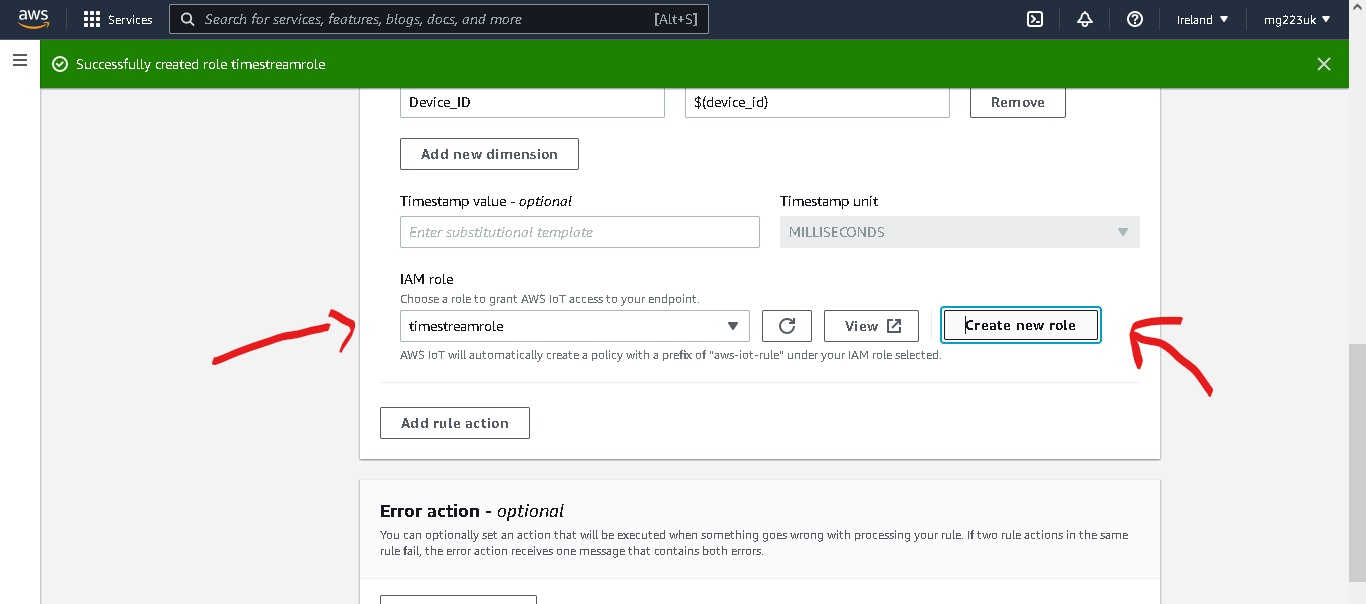 aws Services Search for services, features, blogs, docs, and more [Alt+S] Ireland mg223uk
Successfully created role timestreamrole
Device_ID ${device_id} Remove
Add new dimension
Timestamp value - optional Timestamp unit
Enter substitutional template MILLISECONDS
IAM role
Choose a role to grant AWS IoT access to your endpoint.
timestreamrole View Create new role
AWS IoT will automatically create a policy with a prefix of "aws-iot-rule" under your IAM role selected.
Add rule action
Error action - optional
You can optionally set an action that will be executed when something goes wrong with processing your rule. If two rule actions in the same
rule fail, the error action receives one message that contains both errors.